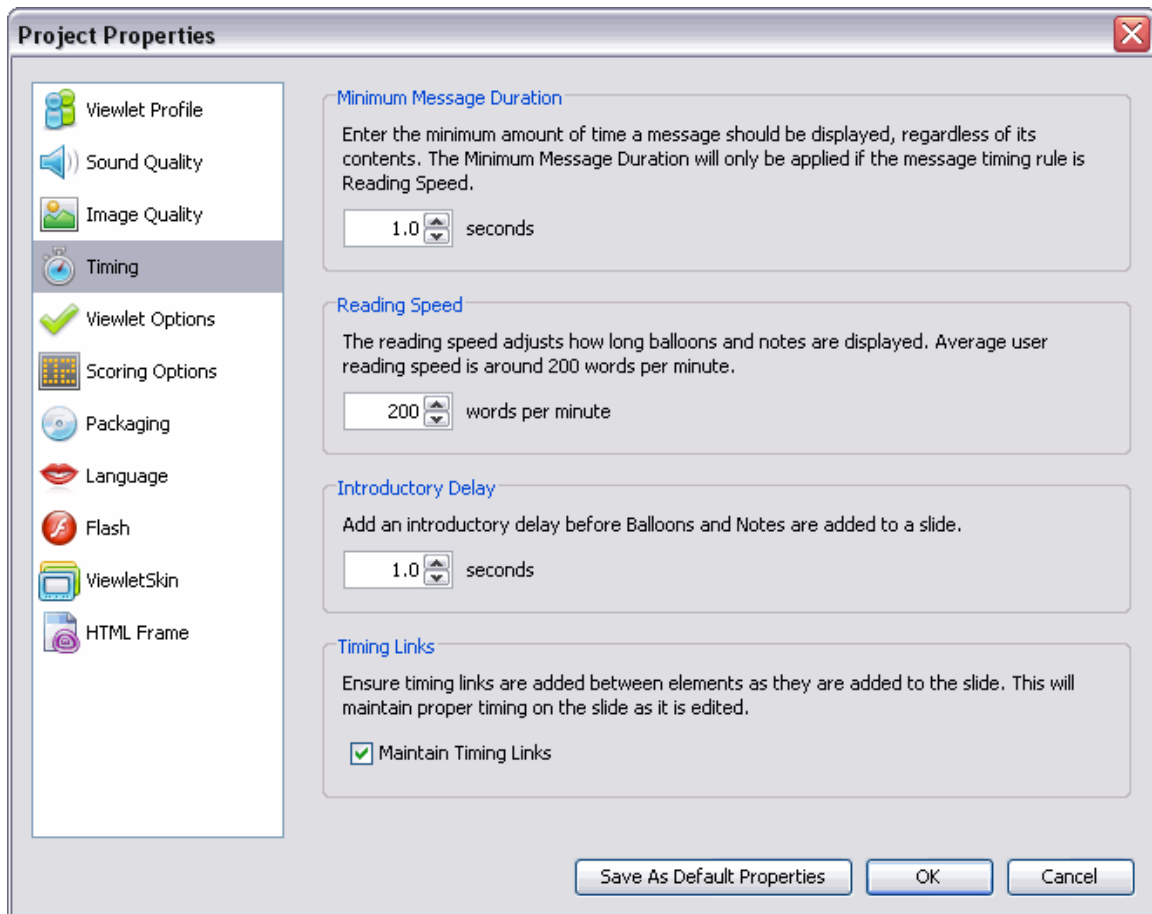 Project Properties
Viewlet Profile
Sound Quality
Image Quality
Timing
Viewlet Options
Scoring Options
Packaging
Language
Flash
ViewletSkin
HTML Frame
Minimum Message Duration
Enter the minimum amount of time a message should be displayed, regardless of its
contents. The Minimum Message Duration will only be applied if the message timing rule is
Reading Speed.
1.0 seconds
Reading Speed
The reading speed adjusts how long balloons and notes are displayed. Average user
reading speed is around 200 words per minute.
200 words per minute
Introductory Delay
Add an introductory delay before Balloons and Notes are added to a slide.
1.0 seconds
Timing Links
Ensure timing links are added between elements as they are added to the slide. This will
maintain proper timing on the slide as it is edited.
Maintain Timing Links
Save As Default Properties OK Cancel